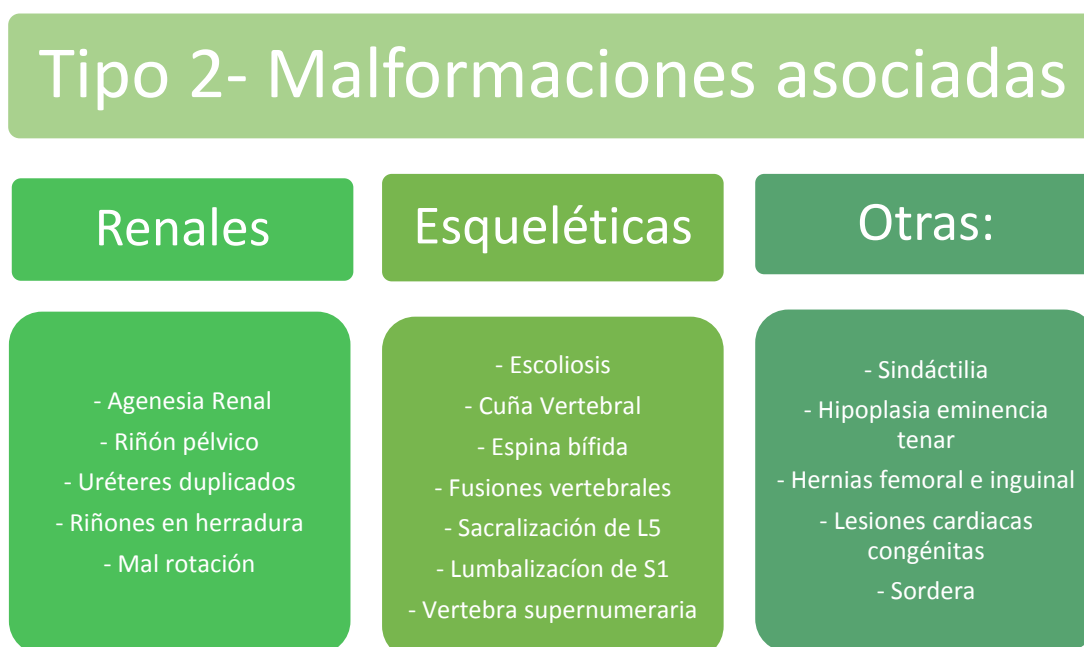 Tipo 2- Malformaciones asociadas
Renales
- Agenesia Renal
- Riñón pélvico
- Uréteres duplicados
- Riñones en herradura
- Mal rotación
Esqueléticas
- Escoliosis
- Cuña Vertebral
- Espina bífida
- Fusiones vertebrales
- Sacralización de L5
- Lumbalizacíon de S1
- Vertebra supernumeraria
Otras:
- Sindáctilia
- Hipoplasia eminencia
tenar
- Hernias femoral e inguinal
- Lesiones cardiacas
congénitas
- Sordera